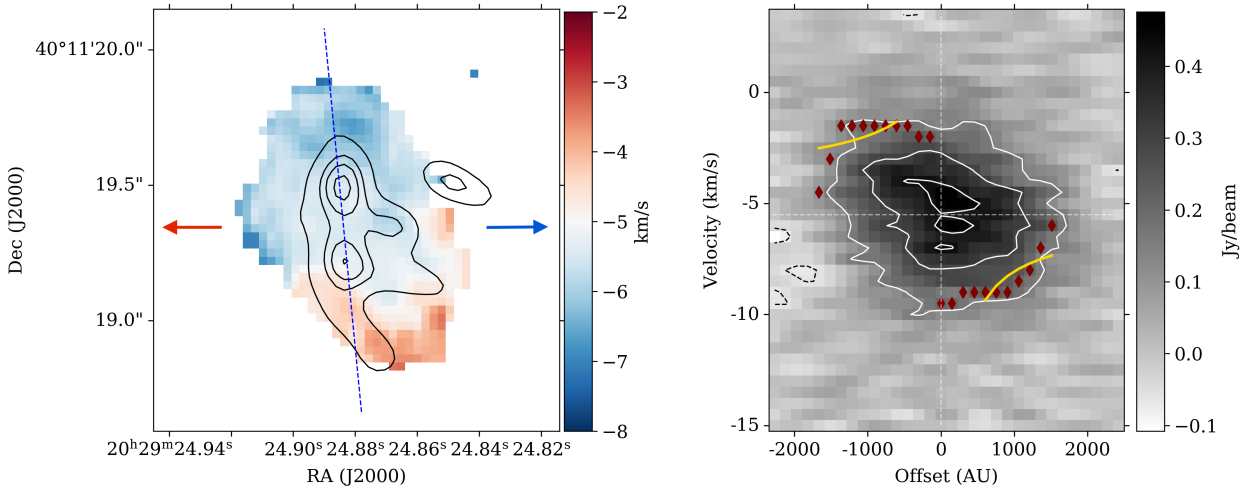 40°11'20.0"
19.5"
19.0"
Dec (J2000)
20ʰ29ᵐ24.94ˢ
24.90ˢ
24.88ˢ
24.86ˢ
24.84ˢ
24.82ˢ
RA (J2000)
−2
−3
−4
−5
−6
−7
−8
km/s
0
-5
-10
-15
Velocity (km/s)
-2000
-1000
0
1000
2000
Offset (AU)
0.4
0.3
0.2
0.1
0.0
−0.1
Jy/beam